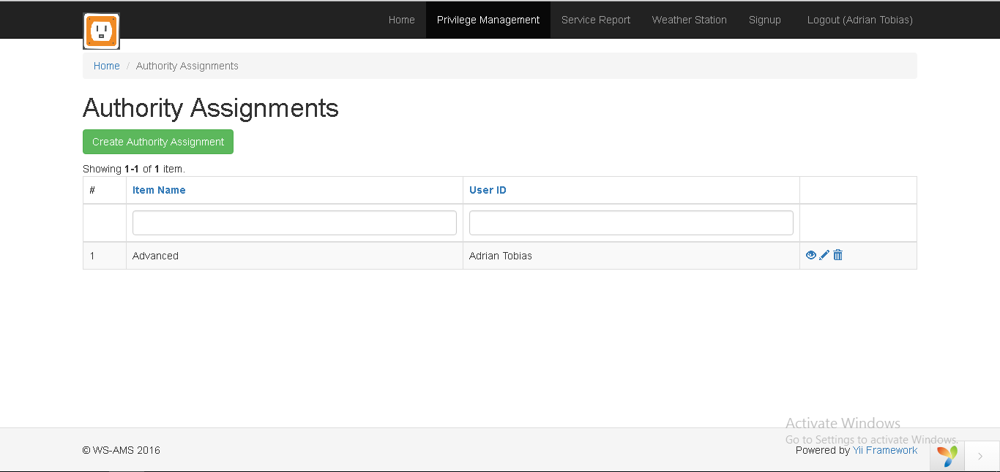 Home Privilege Management Service Report Weather Station Signup Logout (Adrian Tobias)
Home / Authority Assignments
Authority Assignments
Create Authority Assignment
Showing 1-1 of 1 item.
# Item Name User ID
1 Advanced Adrian Tobias
Activate Windows
Go to Settings to activate Windows.
© WS-AMS 2016 Powered by Yii Framework